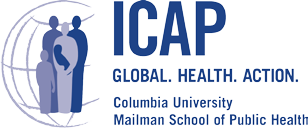 ICAP
GLOBAL. HEALTH. ACTION.
Columbia University
Mailman School of Public Health